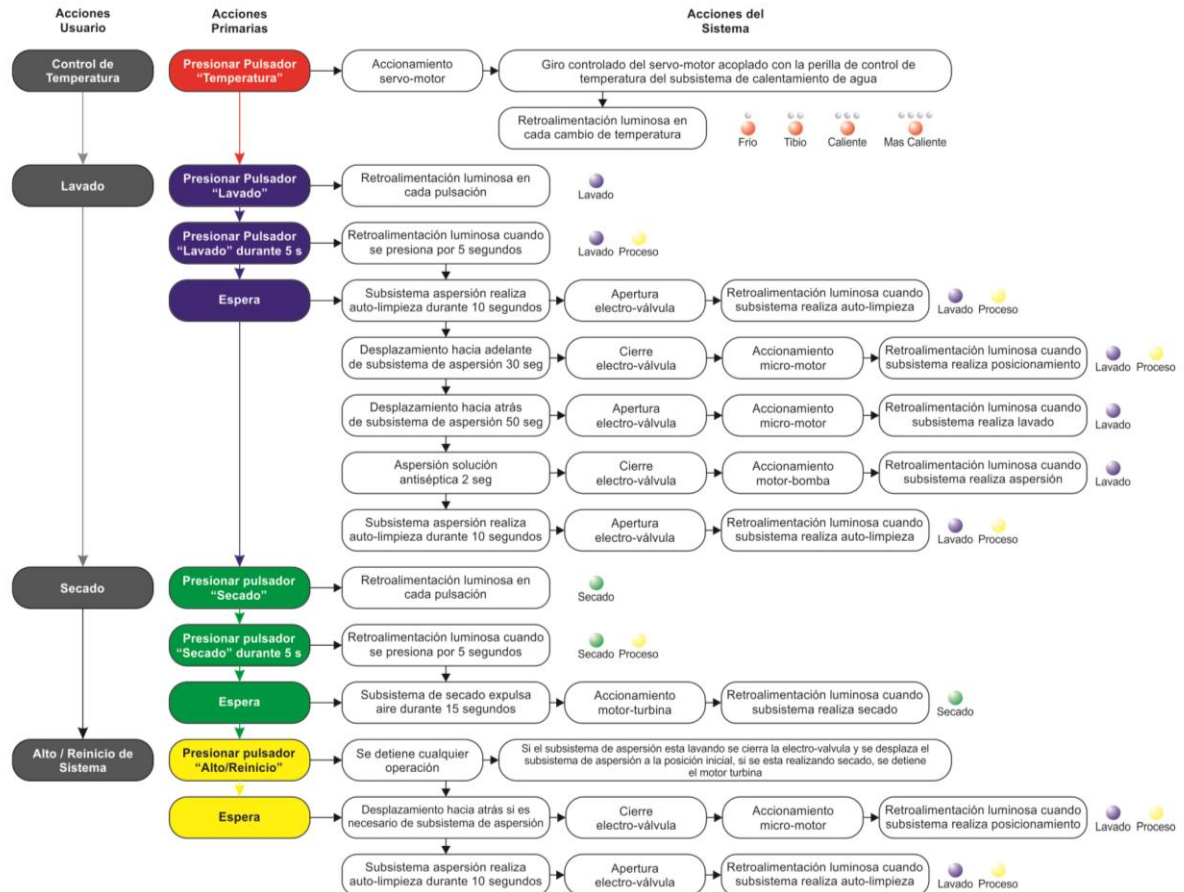 Acciones
Usuario
Acciones
Primarias
Acciones del
Sistema
Control de
Temperatura
Presionar Pulsador
“Temperatura”
Accionamiento
servo-motor
Giro controlado del servo-motor acoplado con la perilla de control de
temperatura del subsistema de calentamiento de agua
Retroalimentación luminosa en
cada cambio de temperatura
Frio
Tibio
Caliente
Mas Caliente
Lavado
Presionar Pulsador
“Lavado”
Retroalimentación luminosa en
cada pulsación
Lavado
Presionar Pulsador
“Lavado” durante 5 s
Retroalimentación luminosa cuando
se presiona por 5 segundos
Lavado Proceso
Espera
Subsistema aspersión realiza
auto-limpieza durante 10 segundos
Apertura
electro-válvula
Retroalimentación luminosa cuando
subsistema realiza auto-limpieza
Lavado Proceso
Desplazamiento hacia adelante
de subsistema de aspersión 30 seg
Cierre
electro-válvula
Accionamiento
micro-motor
Retroalimentación luminosa cuando
subsistema realiza posicionamiento
Lavado Proceso
Desplazamiento hacia atrás
de subsistema de aspersión 50 seg
Apertura
electro-válvula
Accionamiento
micro-motor
Retroalimentación luminosa cuando
subsistema realiza lavado
Lavado
Aspersión solución
antiséptica 2 seg
Cierre
electro-válvula
Accionamiento
motor-bomba
Retroalimentación luminosa cuando
subsistema realiza aspersión
Lavado
Subsistema aspersión realiza
auto-limpieza durante 10 segundos
Apertura
electro-válvula
Retroalimentación luminosa cuando
subsistema realiza auto-limpieza
Lavado Proceso
Secado
Presionar pulsador
“Secado”
Retroalimentación luminosa en
cada pulsación
Secado
Presionar pulsador
“Secado” durante 5 s
Retroalimentación luminosa cuando
se presiona por 5 segundos
Secado Proceso
Espera
Subsistema de secado expulsa
aire durante 15 segundos
Accionamiento
motor-turbina
Retroalimentación luminosa cuando
subsistema realiza secado
Secado
Alto / Reinicio de
Sistema
Presionar pulsador
“Alto/Reinicio”
Se detiene cualquier
operación
Si el subsistema de aspersión esta lavando se cierra la electro-valvula y se desplaza el
subsistema de aspersión a la posición inicial, si se esta realizando secado, se detiene
el motor turbina
Espera
Desplazamiento hacia atrás si es
necesario de subsistema de aspersión
Cierre
electro-válvula
Accionamiento
micro-motor
Retroalimentación luminosa cuando
subsistema realiza posicionamiento
Lavado Proceso
Subsistema aspersión realiza
auto-limpieza durante 10 segundos
Apertura
electro-válvula
Retroalimentación luminosa cuando
subsistema realiza auto-limpieza
Lavado Proceso